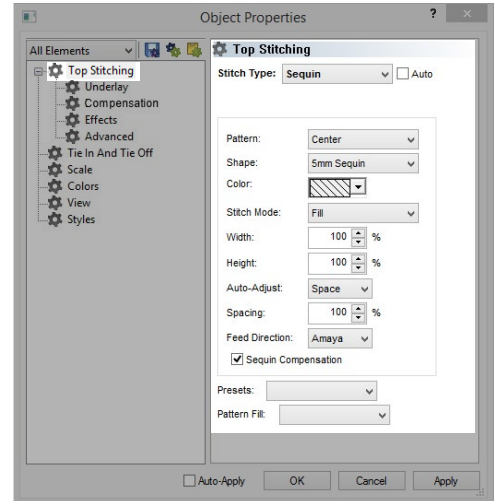 Object Properties
?
All Elements
Top Stitching
Underlay
Compensation
Effects
Advanced
Tie In And Tie Off
Scale
Colors
View
Styles
Top Stitching
Stitch Type: Sequin Auto
Pattern: Center
Shape: 5mm Sequin
Color:
Stitch Mode: Fill
Width: 100 %
Height: 100 %
Auto-Adjust: Space
Spacing: 100 %
Feed Direction: Amaya
Sequin Compensation
Presets:
Pattern Fill:
Auto-Apply OK Cancel Apply